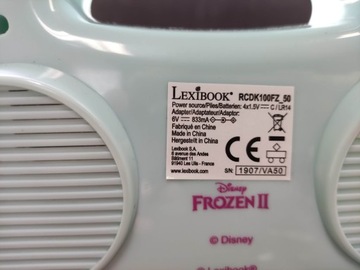 LEXIBOOK® RCDK100FZ_50
Power source/Piles/Batterien: 4x1.5V C / LR14
Adapter/Adaptateur/Adaptor:
6V 833mA
Fabriqué en Chine
Made in China
Hergestellt in China
Lexibook S.A.
6 avenue des Andes
Bâtiment 11
91940 Les Ulis - France
www.lexibook.com
CE
SN: 1907/VA50
Disney
FROZEN II
© Disney
© Lexibook®